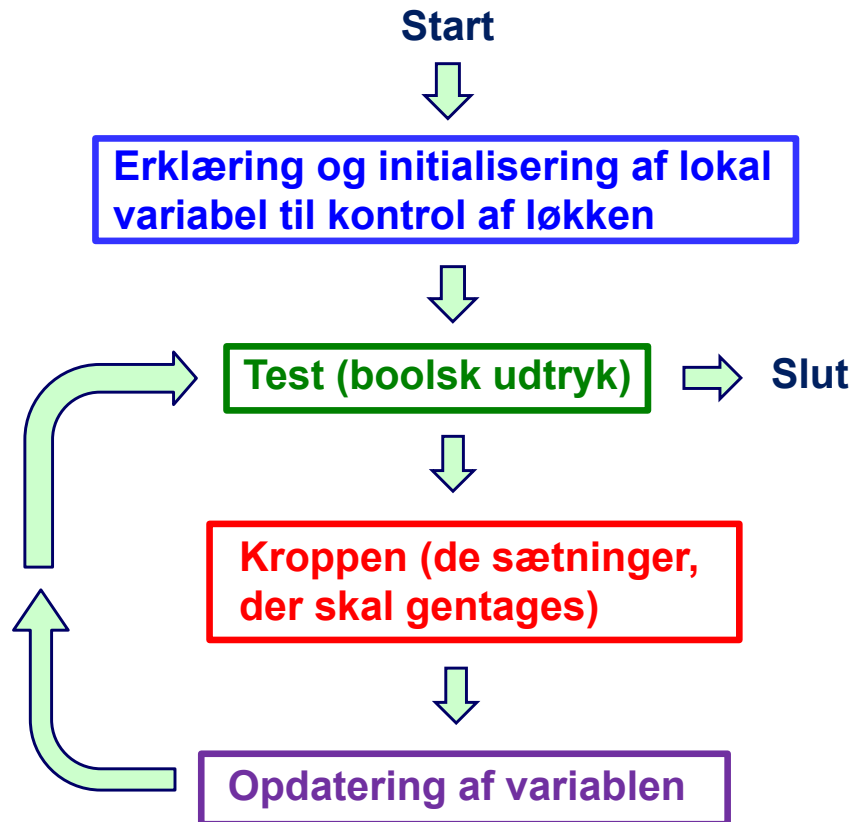 Start
Erklæring og initialisering af lokal
variabel til kontrol af løkken
Test (boolsk udtryk)
Slut
Kroppen (de sætninger,
der skal gentages)
Opdatering af variablen